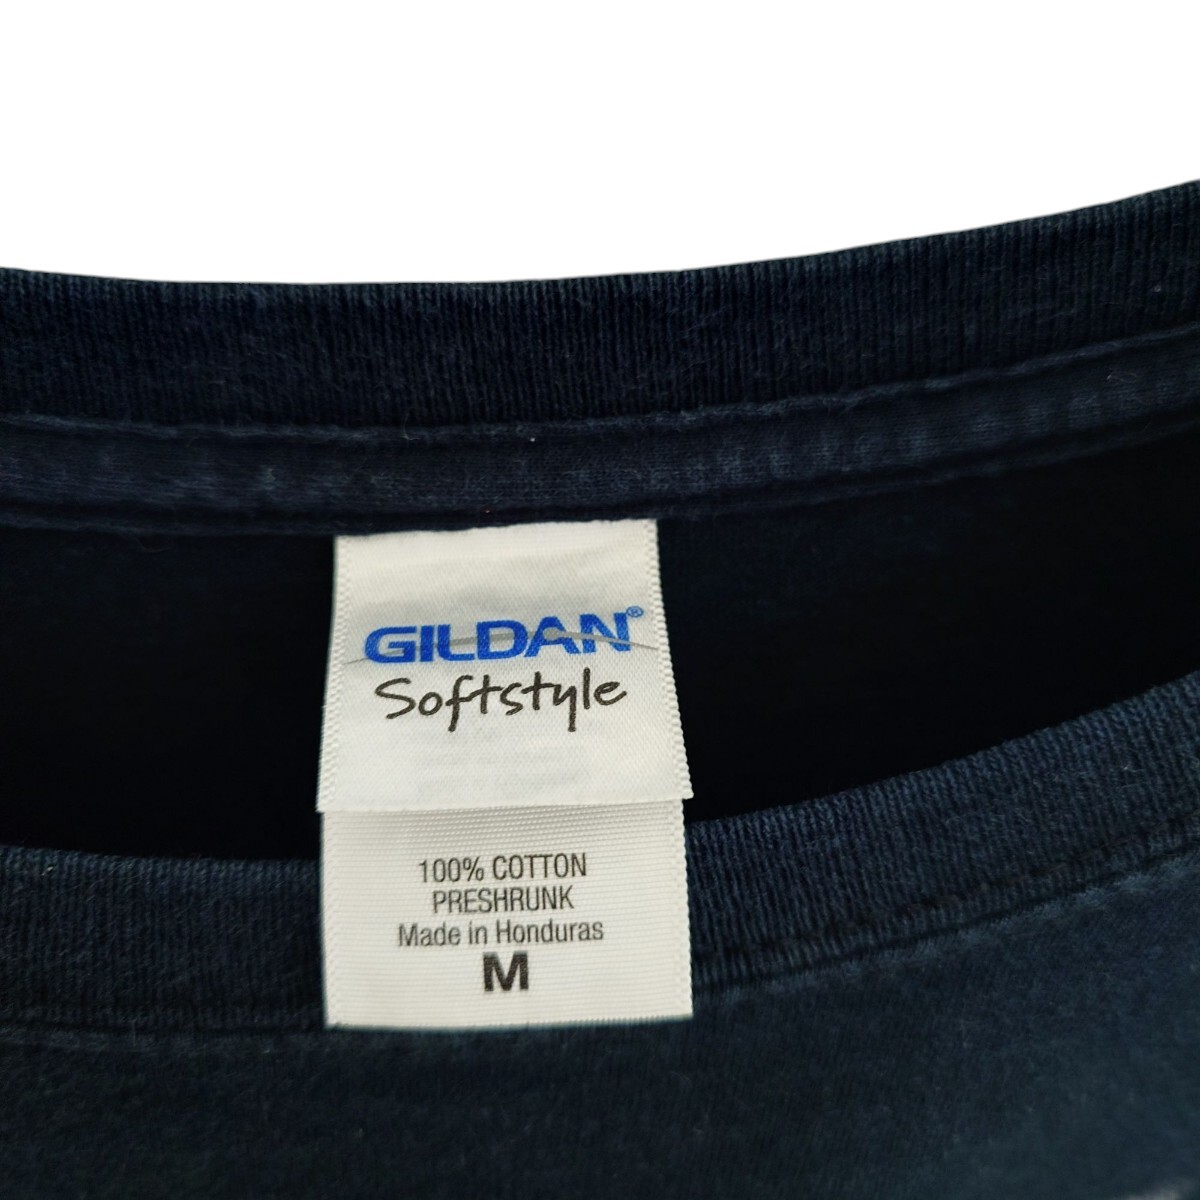 GILDAN®
Softstyle
100% COTTON
PRESHRUNK
Made in Honduras
M